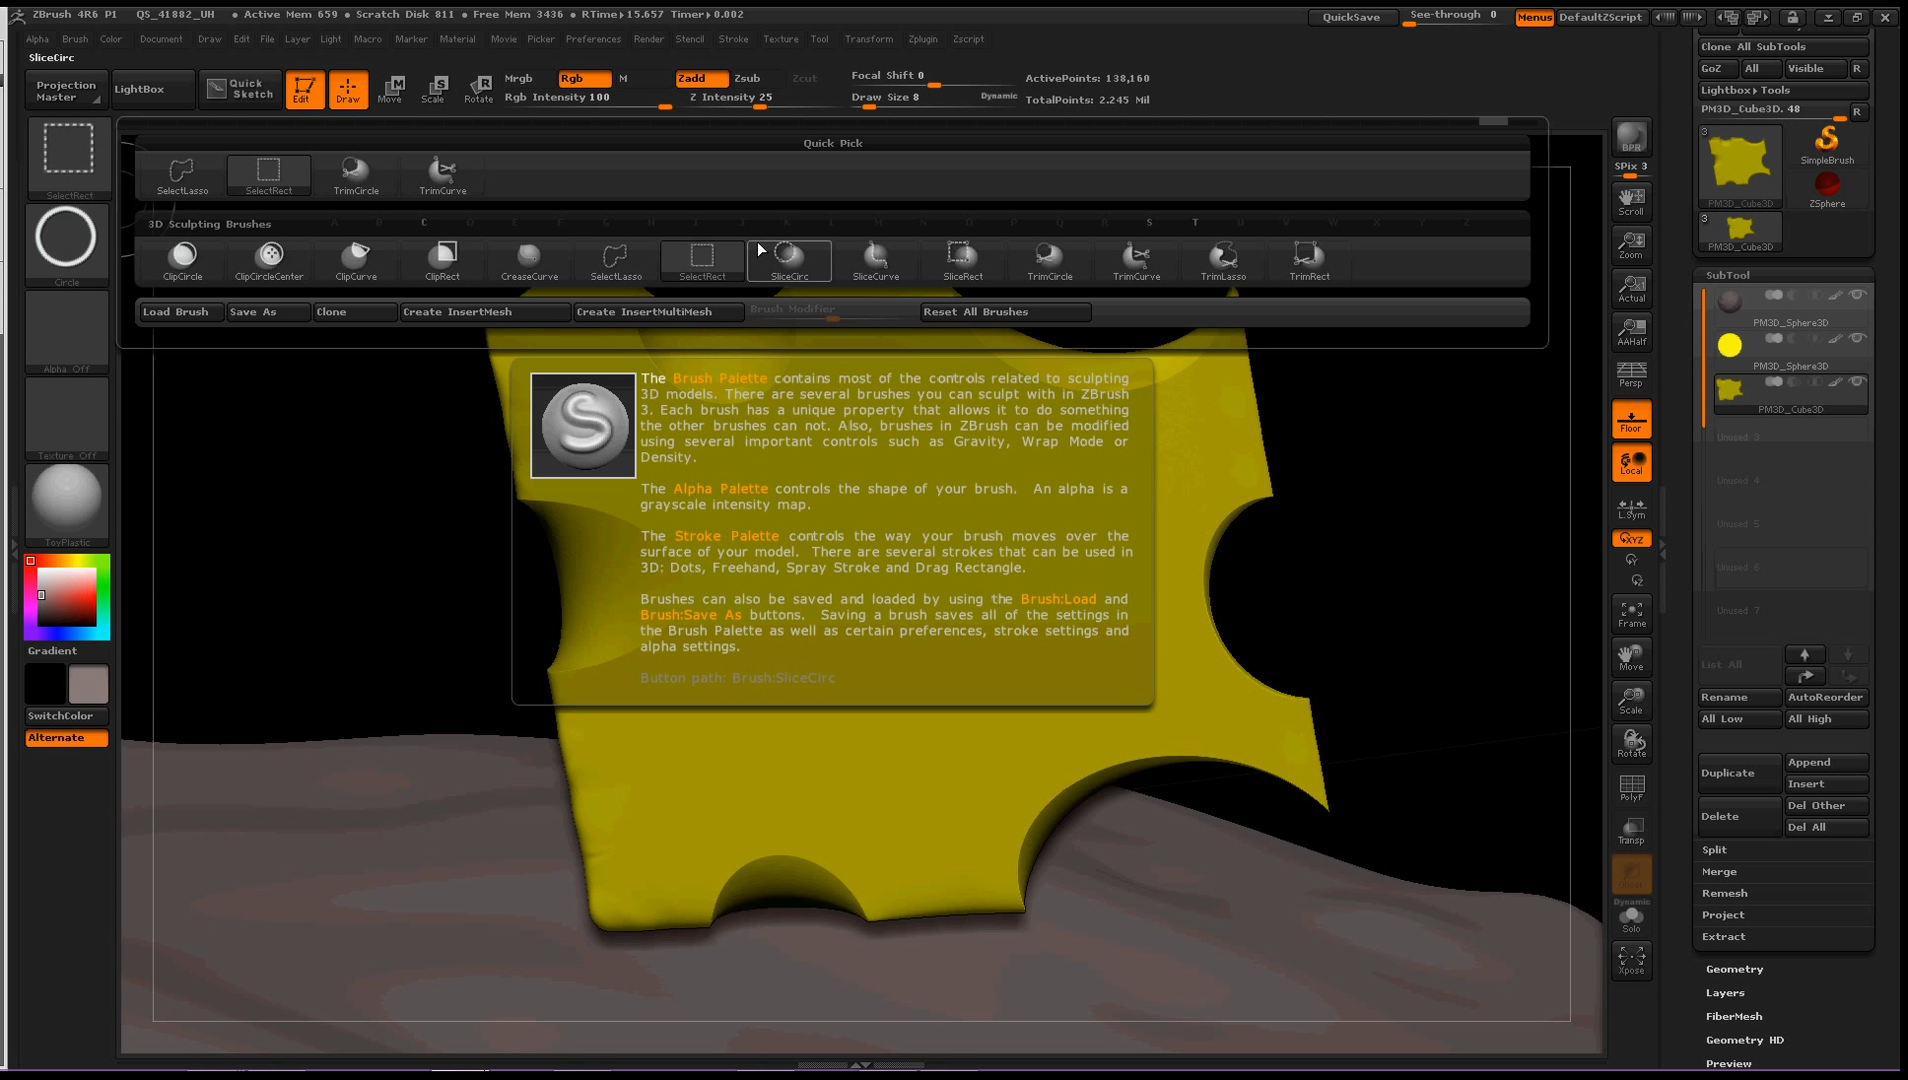 ZBrush 4R6 P1 QS_41882_UH • Active Mem 659 • Scratch Disk 811 • Free Mem 3436 • RTime▸15.657 Timer▸0.002
QuickSave See-through 0 Menus DefaultZScript
Alpha Brush Color Document Draw Edit File Layer Light Macro Marker Material Movie Picker Preferences Render Stencil Stroke Texture Tool Transform Zplugin Zscript
SliceCirc
Projection Master
LightBox
Quick Sketch
Edit Draw Move Scale Rotate
Mrgb Rgb M
Rgb Intensity 100
Zadd Zsub Zcut
Z Intensity 25
Focal Shift 0
Draw Size 8 Dynamic
ActivePoints: 138,160
TotalPoints: 2.245 Mil
SelectRect
Circle
Alpha Off
Texture Off
ToyPlastic
Gradient
SwitchColor
Alternate
Quick Pick
SelectLasso SelectRect TrimCircle TrimCurve
3D Sculpting Brushes A B C D E F G H I J K L M N O P Q R S T U V W X Y Z
ClipCircle ClipCircleCenter ClipCurve ClipRect CreaseCurve SelectLasso SelectRect SliceCirc SliceCurve SliceRect TrimCircle TrimCurve TrimLasso TrimRect
Load Brush Save As Clone Create InsertMesh Create InsertMultiMesh Brush Modifier Reset All Brushes
The Brush Palette contains most of the controls related to sculpting
3D models. There are several brushes you can sculpt with in ZBrush
3. Each brush has a unique property that allows it to do something
the other brushes can not. Also, brushes in ZBrush can be modified
using several important controls such as Gravity, Wrap Mode or
Density.
The Alpha Palette controls the shape of your brush. An alpha is a
grayscale intensity map.
The Stroke Palette controls the way your brush moves over the
surface of your model. There are several strokes that can be used in
3D: Dots, Freehand, Spray Stroke and Drag Rectangle.
Brushes can also be saved and loaded by using the Brush:Load and
Brush:Save As buttons. Saving a brush saves all of the settings in
the Brush Palette as well as certain preferences, stroke settings and
alpha settings.
Button path: Brush:SliceCirc
BPR
SPix 3
Scroll
Zoom
Actual
AAHalf
Persp
Floor
Local
L.Sym
XYZ
Frame
Move
Scale
Rotate
PolyF
Transp
Dynamic
Solo
Xpose
Clone All SubTools
GoZ All Visible R
Lightbox▸Tools
PM3D_Cube3D. 48 R
3
PM3D_Cube3D
SimpleBrush
ZSphere
3
PM3D_Cube3D
SubTool
PM3D_Sphere3D
PM3D_Sphere3D
PM3D_Cube3D
Unused 3
Unused 4
Unused 5
Unused 6
Unused 7
List All
Rename AutoReorder
All Low All High
Duplicate Append
Insert
Delete Del Other
Del All
Split
Merge
Remesh
Project
Extract
Geometry
Layers
FiberMesh
Geometry HD
Preview